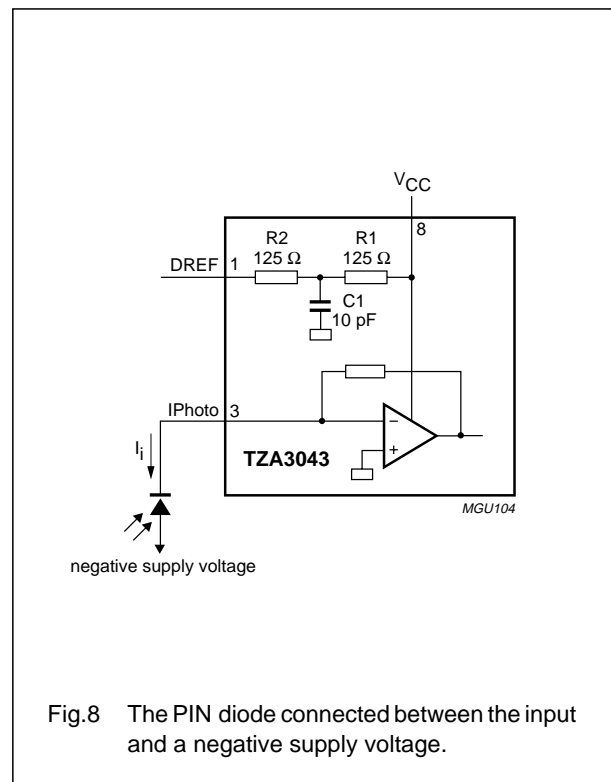 VCC
8
R2
125 Ω
R1
125 Ω
DREF 1
C1
10 pF
IPhoto 3
Ii
TZA3043
MGU104
negative supply voltage
Fig.8 The PIN diode connected between the input
and a negative supply voltage.